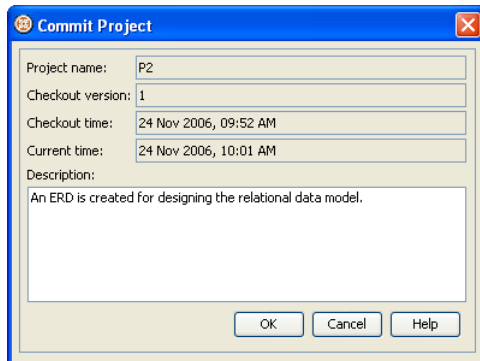 Commit Project
Project name: P2
Checkout version: 1
Checkout time: 24 Nov 2006, 09:52 AM
Current time: 24 Nov 2006, 10:01 AM
Description:
An ERD is created for designing the relational data model.
OK Cancel Help